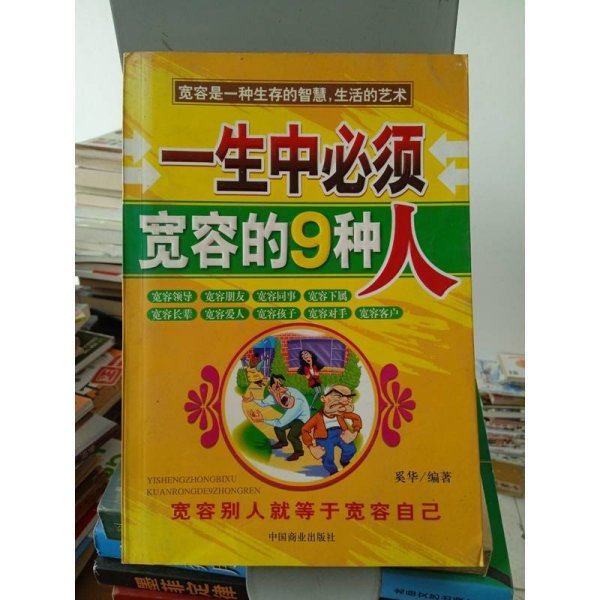 宽容是一种生存的智慧,生活的艺术
一生中必须
宽容的9种人
宽容领导 宽容朋友 宽容同事 宽容下属
宽容长辈 宽容爱人 宽容孩子 宽容对手 宽容客户
YISHENGZHONGBIXU
KUANRONGDE9ZHONGREN
奚华/编著
宽容别人就等于宽容自己
中国商业出版社
墨菲定律